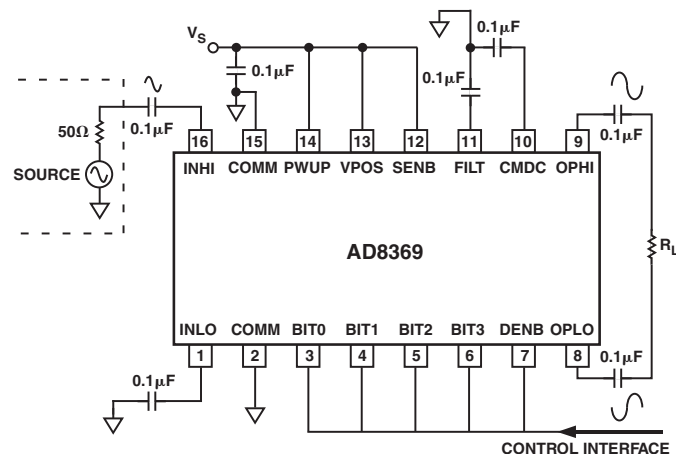 V_S
0.1μF
0.1μF
0.1μF
0.1μF
50Ω
0.1μF
SOURCE
16 15 14 13 12 11 10 9
INHI COMM PWUP VPOS SENB FILT CMDC OPHI
AD8369
R_L
INLO COMM BIT0 BIT1 BIT2 BIT3 DENB OPLO
1 2 3 4 5 6 7 8
0.1μF
0.1μF
CONTROL INTERFACE